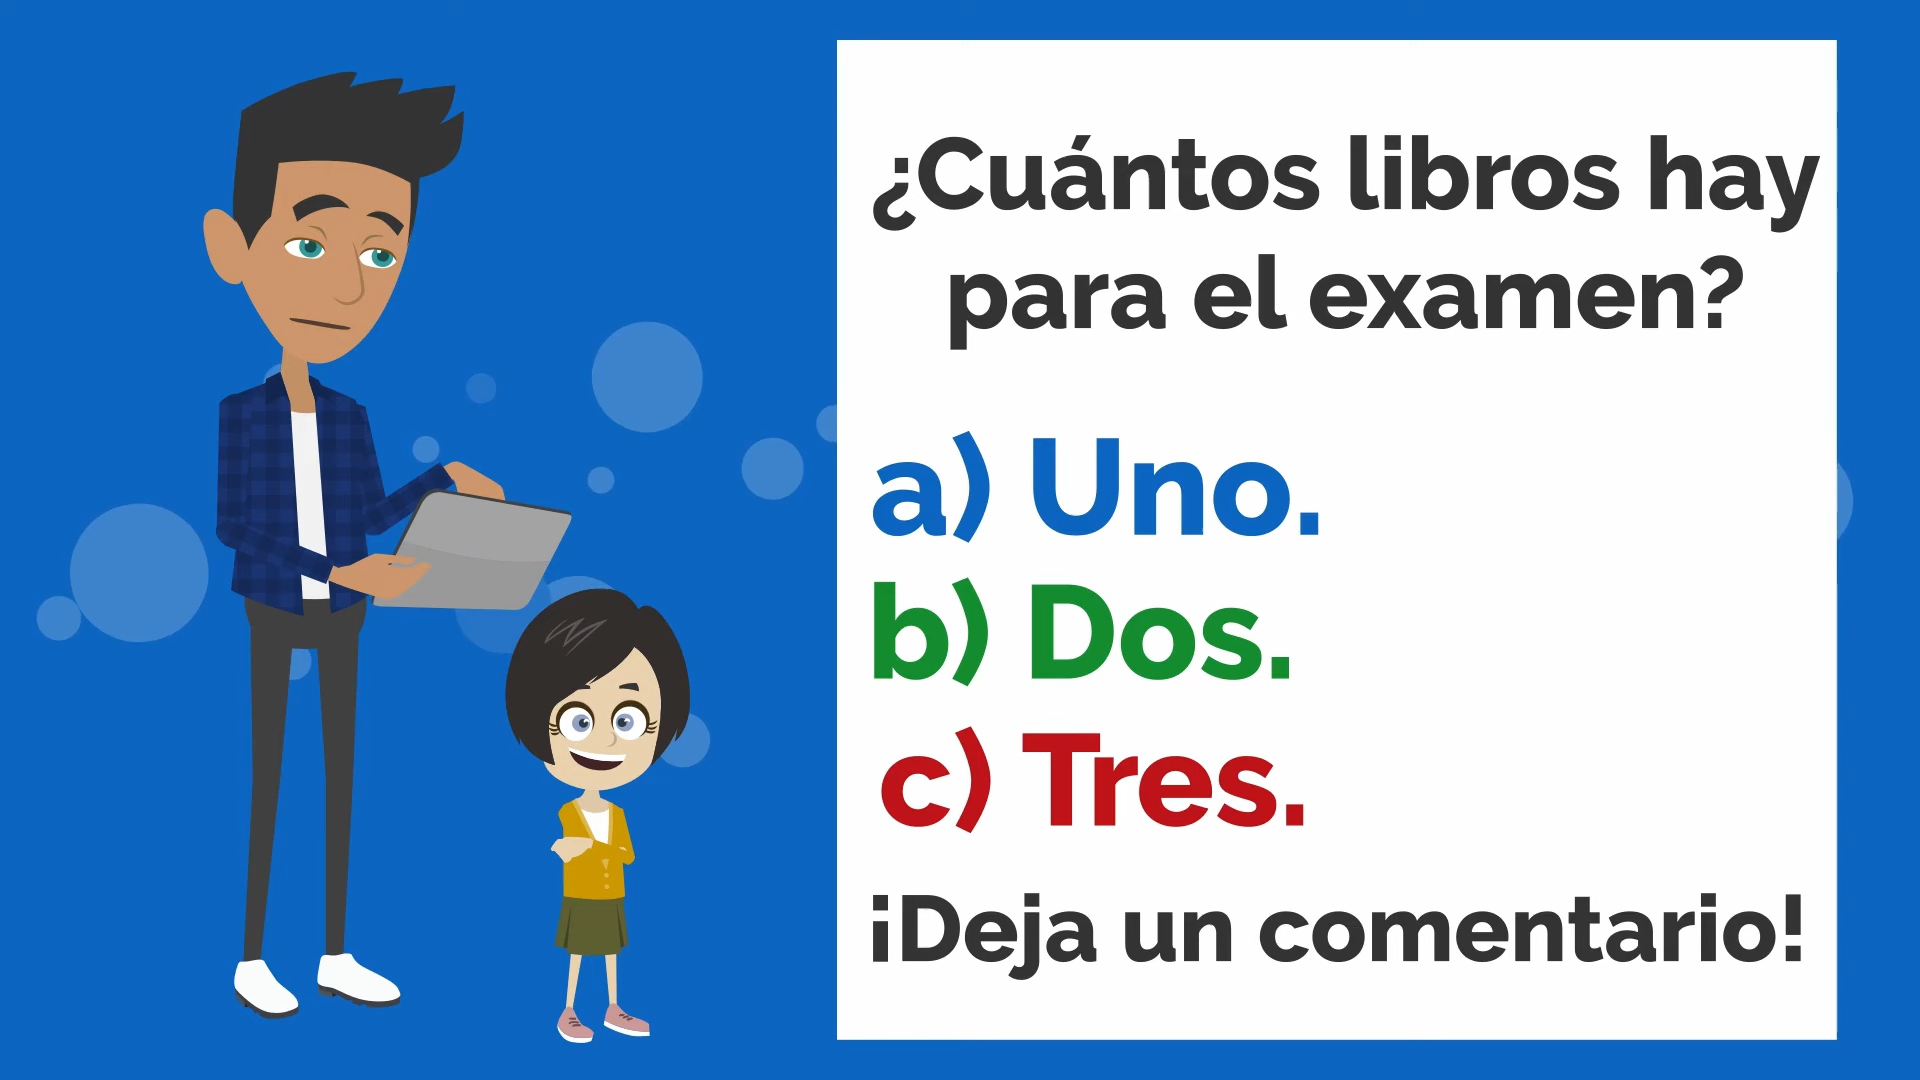 ¿Cuántos libros hay
para el examen?
a) Uno.
b) Dos.
c) Tres.
¡Deja un comentario!